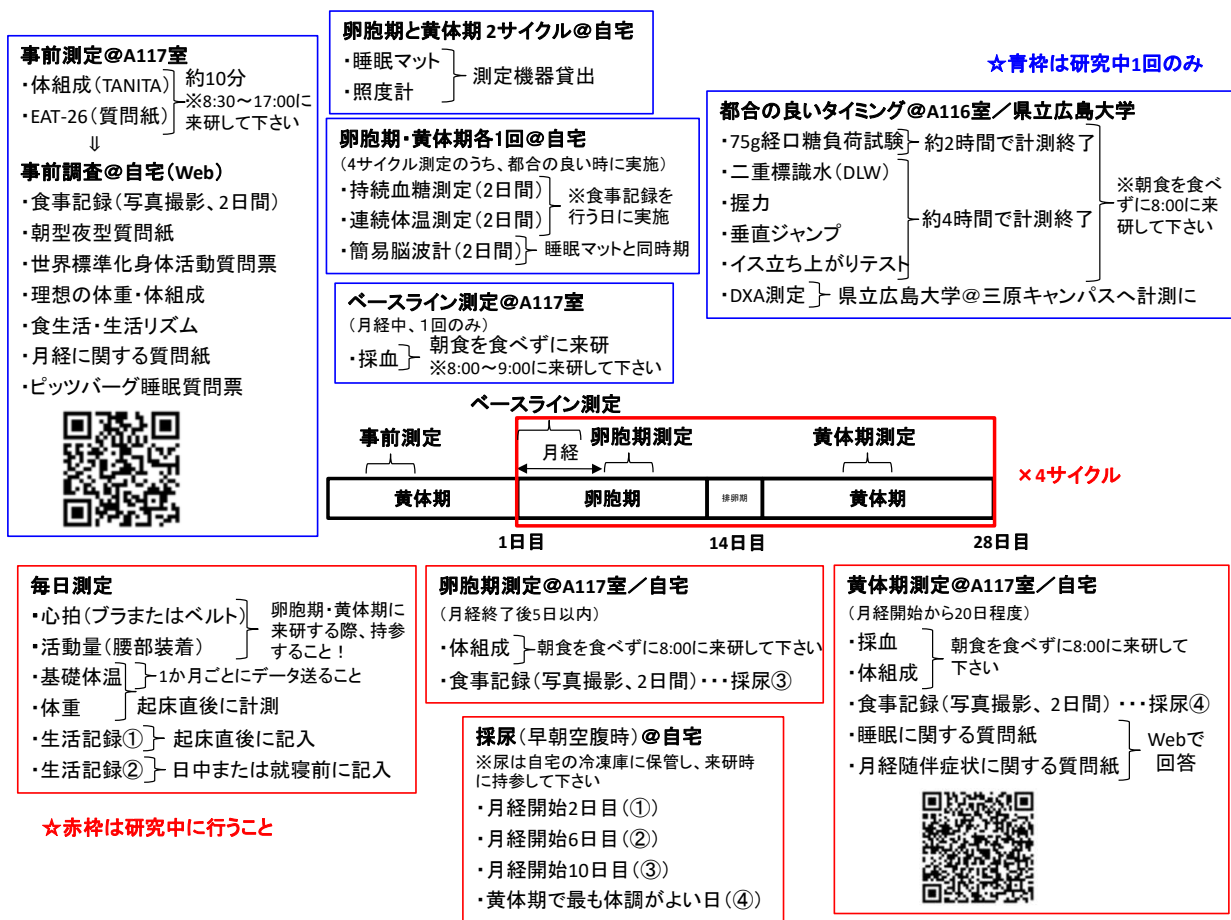 事前測定@A117室
・体組成(TANITA)
・EAT-26(質問紙)
約10分
※8:30～17:00に
来研して下さい
⇓
事前調査@自宅(Web)
・食事記録(写真撮影、2日間)
・朝型夜型質問紙
・世界標準化身体活動質問票
・理想の体重・体組成
・食生活・生活リズム
・月経に関する質問紙
・ピッツバーグ睡眠質問票
卵胞期と黄体期 2サイクル@自宅
・睡眠マット
・照度計
測定機器貸出
卵胞期・黄体期各1回@自宅
(4サイクル測定のうち、都合の良い時に実施)
・持続血糖測定(2日間)
・連続体温測定(2日間)
※食事記録を
行う日に実施
・簡易脳波計(2日間)
睡眠マットと同時期
ベースライン測定@A117室
(月経中、1回のみ)
・採血
朝食を食べずに来研
※8:00～9:00に来研して下さい
☆青枠は研究中1回のみ
都合の良いタイミング@A116室／県立広島大学
・75g経口糖負荷試験
約2時間で計測終了
・二重標識水(DLW)
・握力
・垂直ジャンプ
・イス立ち上がりテスト
約4時間で計測終了
※朝食を食べ
ずに8:00に来
研して下さい
・DXA測定
県立広島大学@三原キャンパスへ計測に
ベースライン測定
事前測定
月経
卵胞期測定
黄体期測定
×4サイクル
黄体期
卵胞期
排卵期
黄体期
1日目
14日目
28日目
毎日測定
・心拍(ブラまたはベルト)
・活動量(腰部装着)
卵胞期・黄体期に
来研する際、持参
すること！
・基礎体温
1か月ごとにデータ送ること
・体重
起床直後に計測
・生活記録①
起床直後に記入
・生活記録②
日中または就寝前に記入
☆赤枠は研究中に行うこと
卵胞期測定@A117室／自宅
(月経終了後5日以内)
・体組成
朝食を食べずに8:00に来研して下さい
・食事記録(写真撮影、2日間)・・・採尿③
採尿(早朝空腹時)@自宅
※尿は自宅の冷凍庫に保管し、来研時
に持参して下さい
・月経開始2日目(①)
・月経開始6日目(②)
・月経開始10日目(③)
・黄体期で最も体調がよい日(④)
黄体期測定@A117室／自宅
(月経開始から20日程度)
・採血
・体組成
朝食を食べずに8:00に来研して
下さい
・食事記録(写真撮影、2日間)・・・採尿④
・睡眠に関する質問紙
・月経随伴症状に関する質問紙
Webで
回答